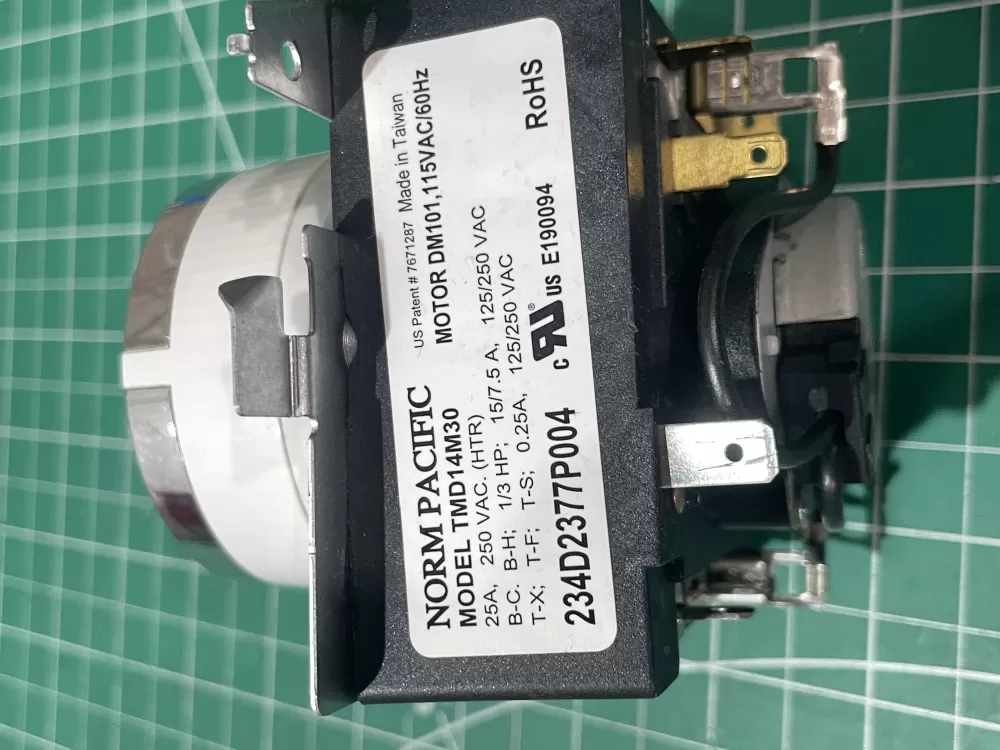 US Patent # 7671287 Made in Taiwan
NORM PACIFIC MOTOR DM101,115VAC/60Hz
MODEL TMD14M30
25A, 250 VAC. (HTR)
B-C. B-H; 1/3 HP; 15/7.5 A, 125/250 VAC
T-X; T-F; T-S; 0.25A, 125/250 VAC
234D2377P004 c RU ® US E190094 RoHS